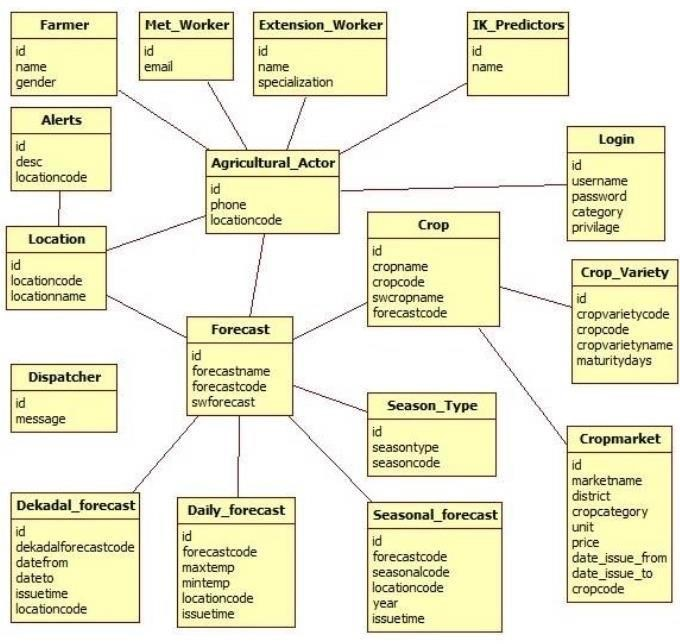 Farmer
id
name
gender
Met_Worker
id
email
Extension_Worker
id
name
specialization
IK_Predictors
id
name
Alerts
id
desc
locationcode
Agricultural_Actor
id
phone
locationcode
Login
id
username
password
category
privilage
Location
id
locationcode
locationname
Crop
id
cropname
cropcode
swcropname
forecastcode
Crop_Variety
id
cropvarietycode
cropcode
cropvarietyname
maturitydays
Forecast
id
forecastname
forecastcode
swforecast
Dispatcher
id
message
Season_Type
id
seasontype
seasoncode
Cropmarket
id
marketname
district
cropcategory
unit
price
date_issue_from
date_issue_to
cropcode
Dekadal_forecast
id
dekadalforecastcode
datefrom
dateto
issuetime
locationcode
Daily_forecast
id
forecastcode
maxtemp
mintemp
locationcode
issuetime
Seasonal_forecast
id
forecastcode
seasonalcode
locationcode
year
issuetime